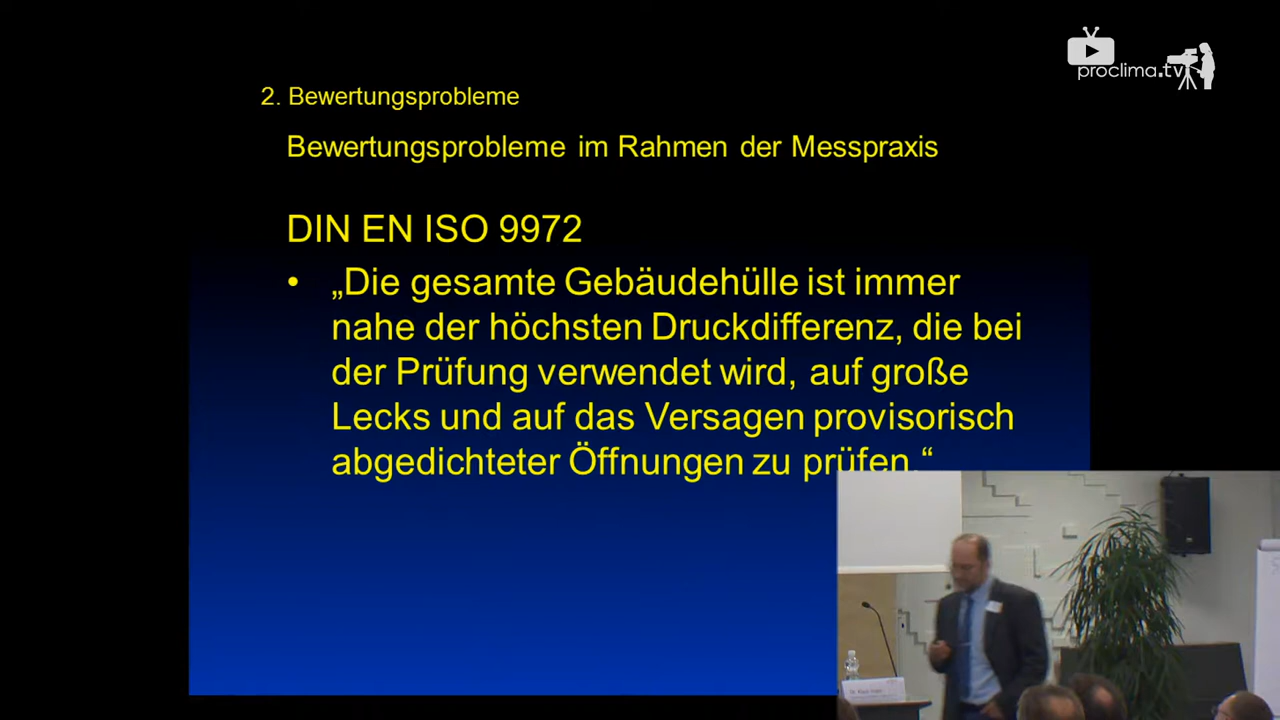 proclima.tv
2. Bewertungsprobleme
Bewertungsprobleme im Rahmen der Messpraxis
DIN EN ISO 9972
• „Die gesamte Gebäudehülle ist immer
nahe der höchsten Druckdifferenz, die bei
der Prüfung verwendet wird, auf große
Lecks und auf das Versagen provisorisch
abgedichteter Öffnungen zu prüfen.“